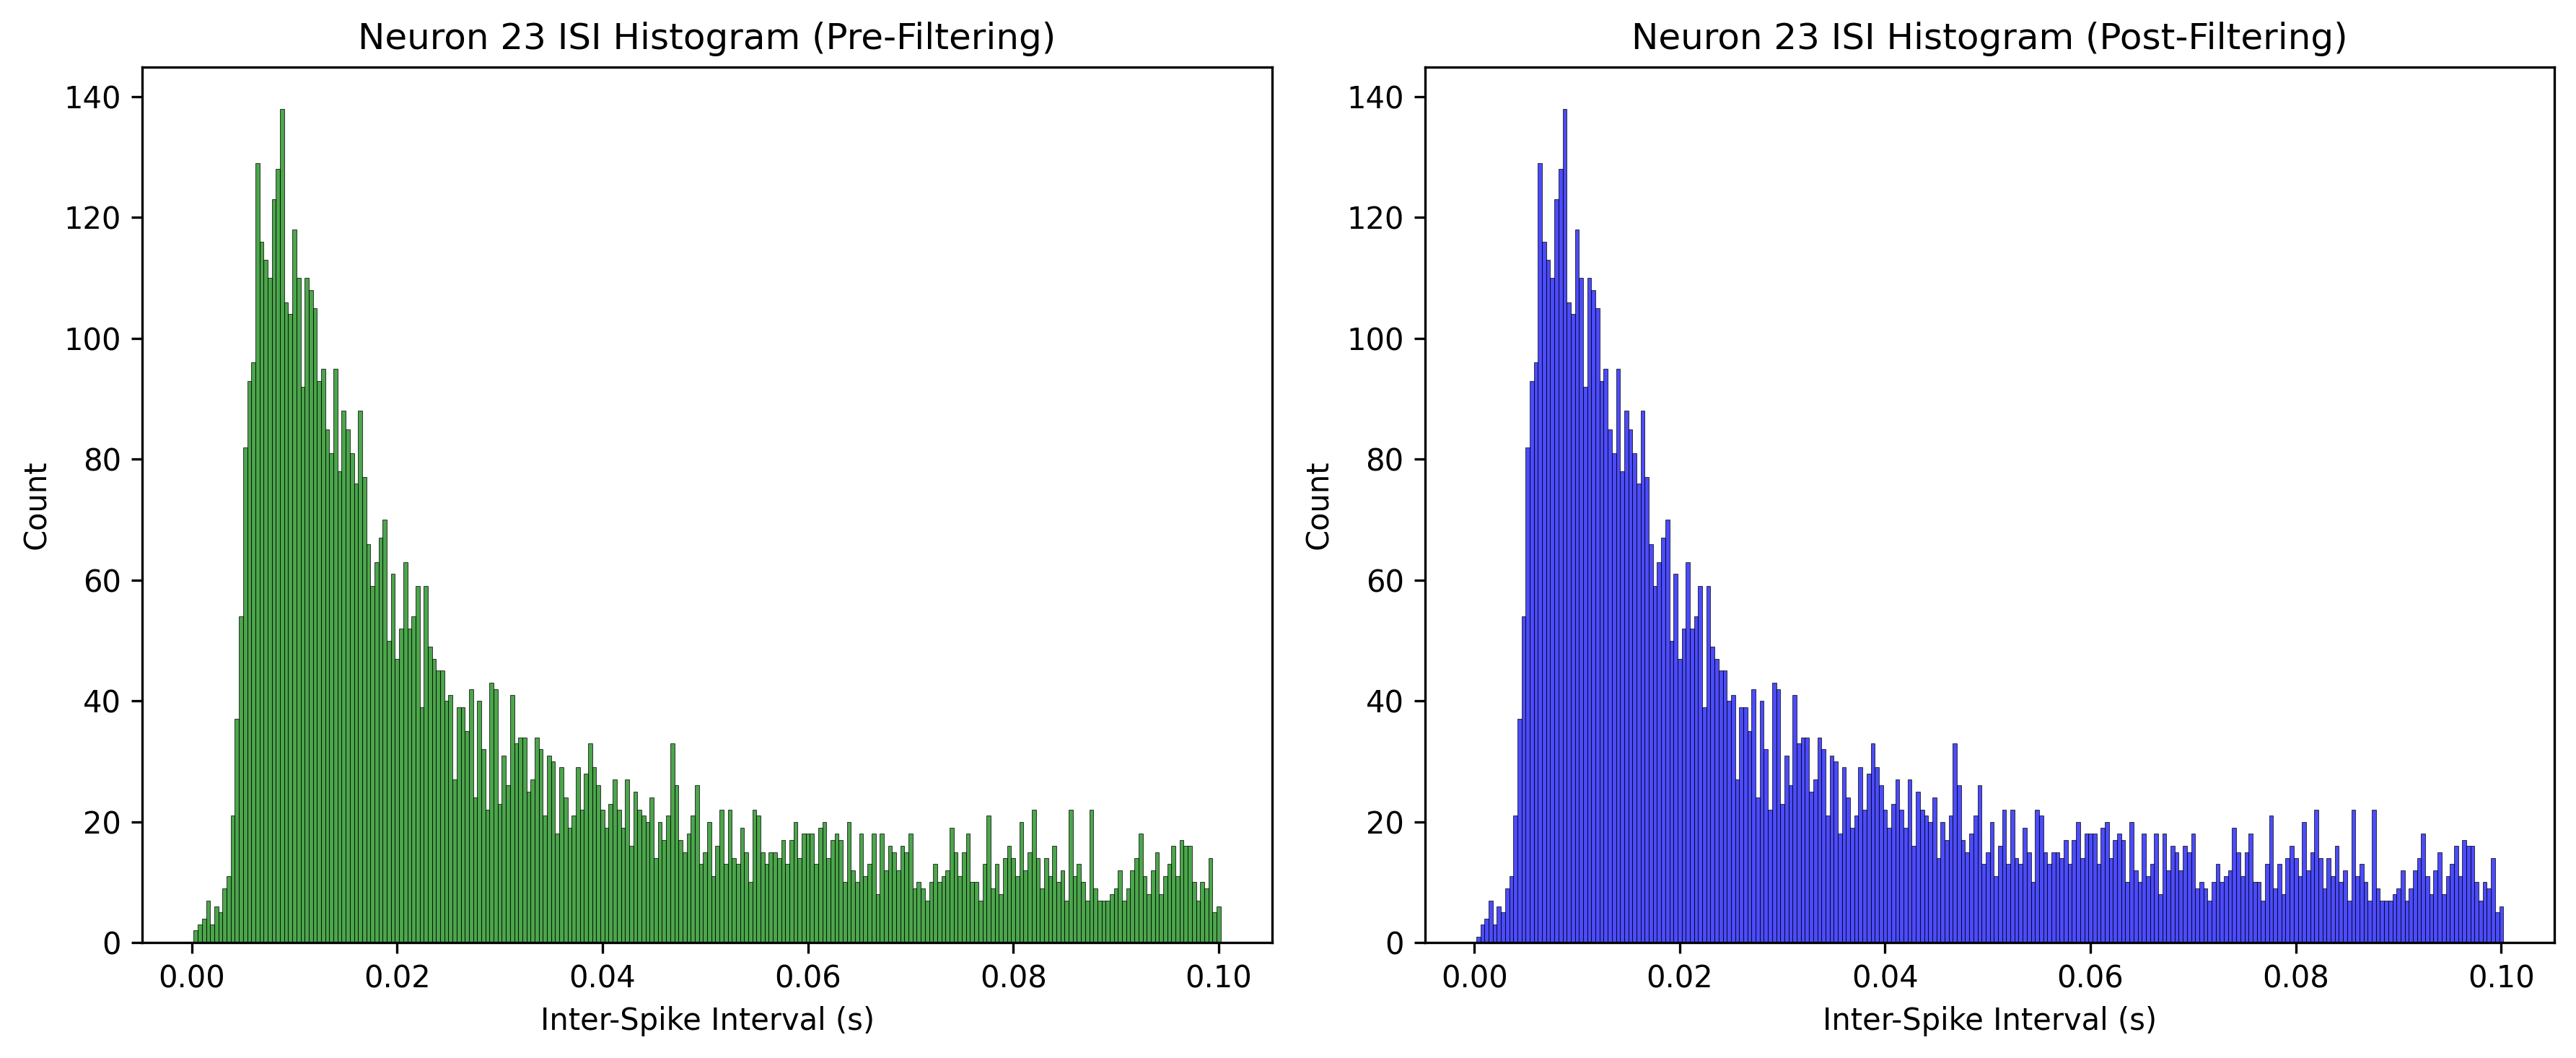 Neuron 23 ISI Histogram (Pre-Filtering)
140
120
100
80
60
40
20
0
Count
0.00 0.02 0.04 0.06 0.08 0.10
Inter-Spike Interval (s)
Neuron 23 ISI Histogram (Post-Filtering)
140
120
100
80
60
40
20
0
Count
0.00 0.02 0.04 0.06 0.08 0.10
Inter-Spike Interval (s)